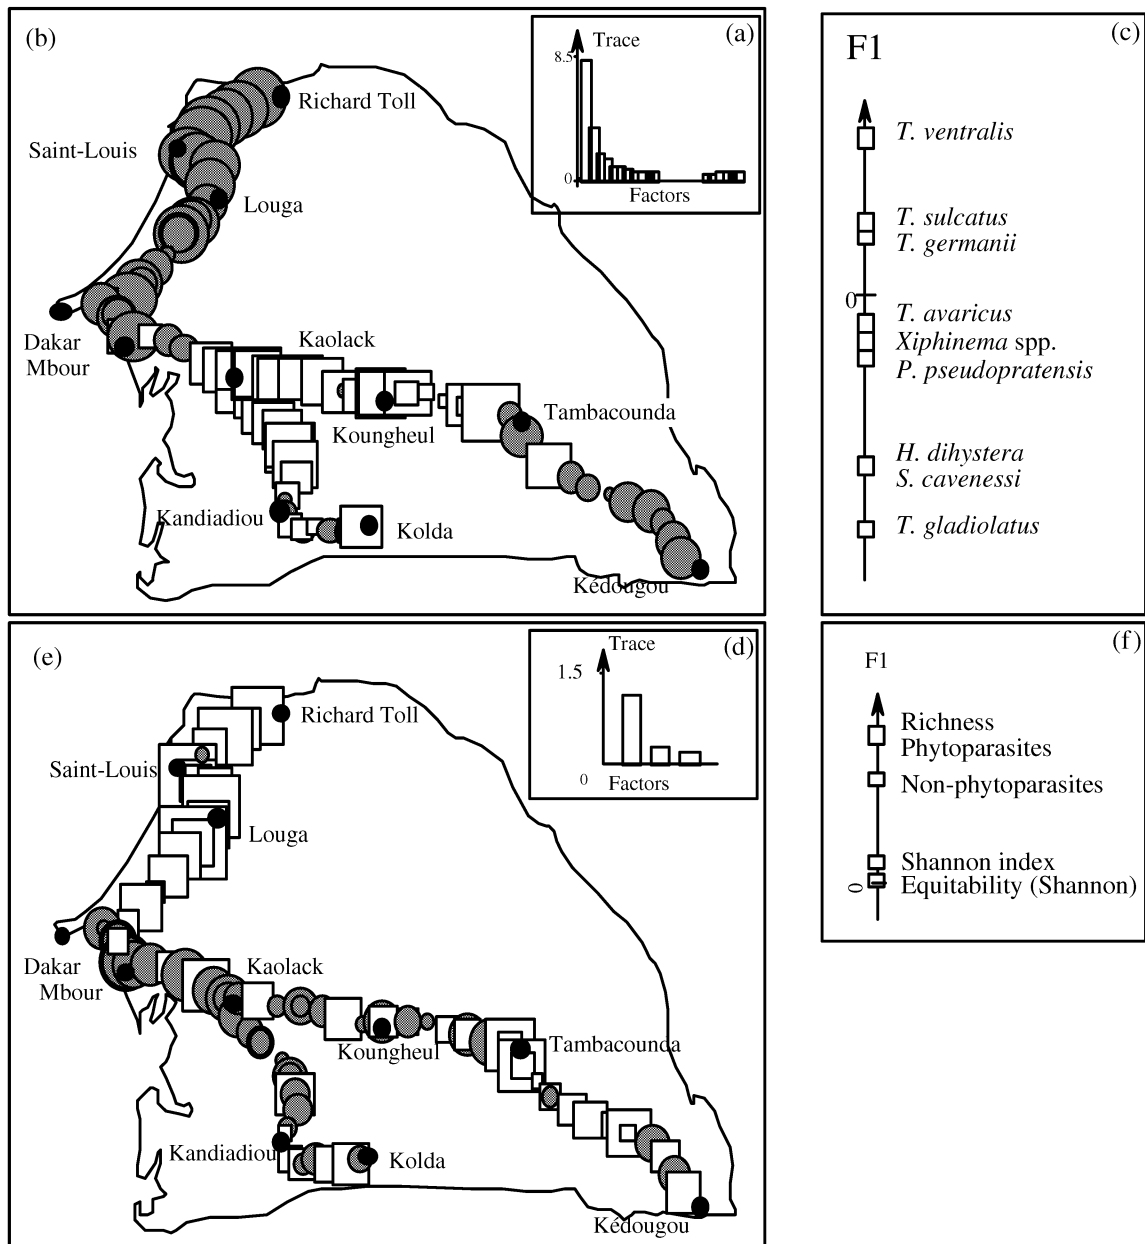 (b)
(a)
Trace
8.5
0
Factors
Richard Toll
Saint-Louis
Louga
Dakar
Mbour
Kaolack
Koungheul
Tambacounda
Kandiadiou
Kolda
Kédougou
(c)
F1
T. ventralis
T. sulcatus
T. germanii
0
T. avaricus
Xiphinema spp.
P. pseudopratensis
H. dihystera
S. cavenessi
T. gladiolatus
(e)
(d)
Trace
1.5
0
Factors
Richard Toll
Saint-Louis
Louga
Dakar
Mbour
Kaolack
Koungheul
Tambacounda
Kandiadiou
Kolda
Kédougou
(f)
F1
Richness
Phytoparasites
Non-phytoparasites
Shannon index
0
Equitability (Shannon)